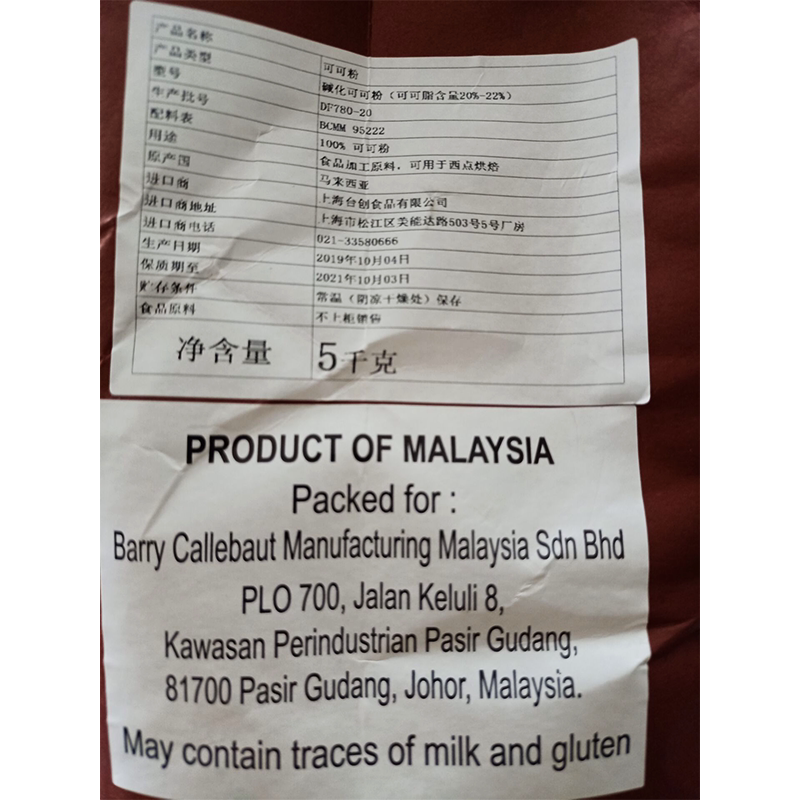 产品名称 可可粉
产品类型 碱化可可粉（可可脂含量20%-22%）
型号 DF780-20
生产批号 BCMM 95222
配料表 100% 可可粉
用途 食品加工原料，可用于西点烘焙
原产国 马来西亚
进口商 上海台创食品有限公司
进口商地址 上海市松江区美能达路503号5号厂房
进口商电话 021-33580666
生产日期 2019年10月04日
保质期至 2021年10月03日
贮存条件 常温（阴凉干燥处）保存
食品原料 不上柜销售
净含量 5千克
PRODUCT OF MALAYSIA
Packed for :
Barry Callebaut Manufacturing Malaysia Sdn Bhd
PLO 700, Jalan Keluli 8,
Kawasan Perindustrian Pasir Gudang,
81700 Pasir Gudang, Johor, Malaysia.
May contain traces of milk and gluten